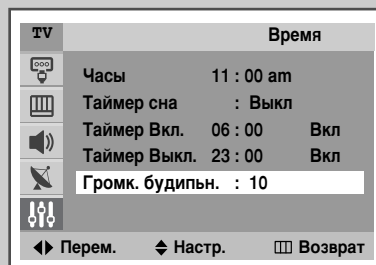 TV
Время
Часы 11 : 00 am
Таймер сна : Выкл
Таймер Вкл. 06 : 00 Вкл
Таймер Выкл. 23 : 00 Вкл
Громк. будипьн. : 10
Перем. Настр. Возврат